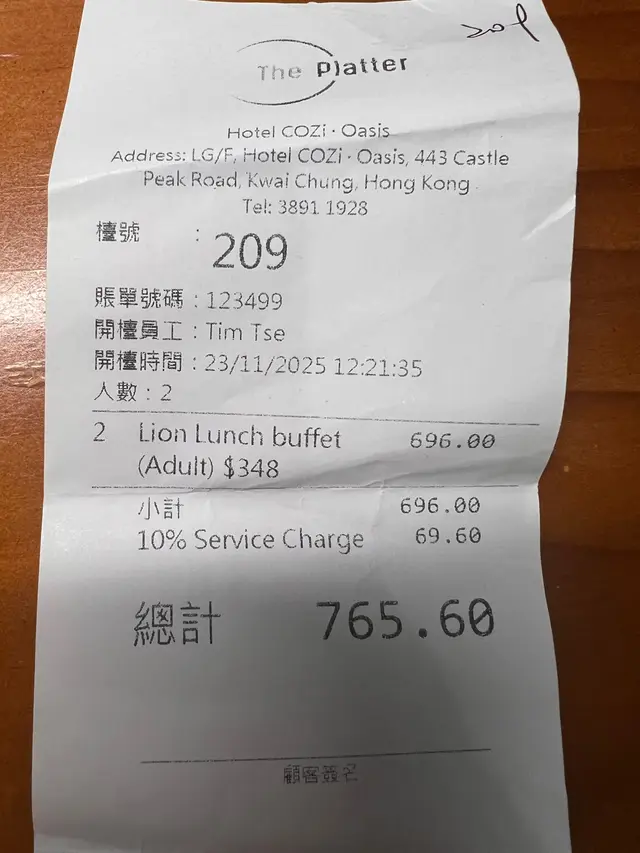 209
The Platter
Hotel COZi · Oasis
Address: LG/F, Hotel COZi · Oasis, 443 Castle
Peak Road, Kwai Chung, Hong Kong
Tel: 3891 1928
檯號 : 209
賬單號碼 : 123499
開檯員工 : Tim Tse
開檯時間 : 23/11/2025 12:21:35
人數 : 2
2 Lion Lunch buffet 696.00
(Adult) $348
小計 696.00
10% Service Charge 69.60
總計 765.60
顧客簽名